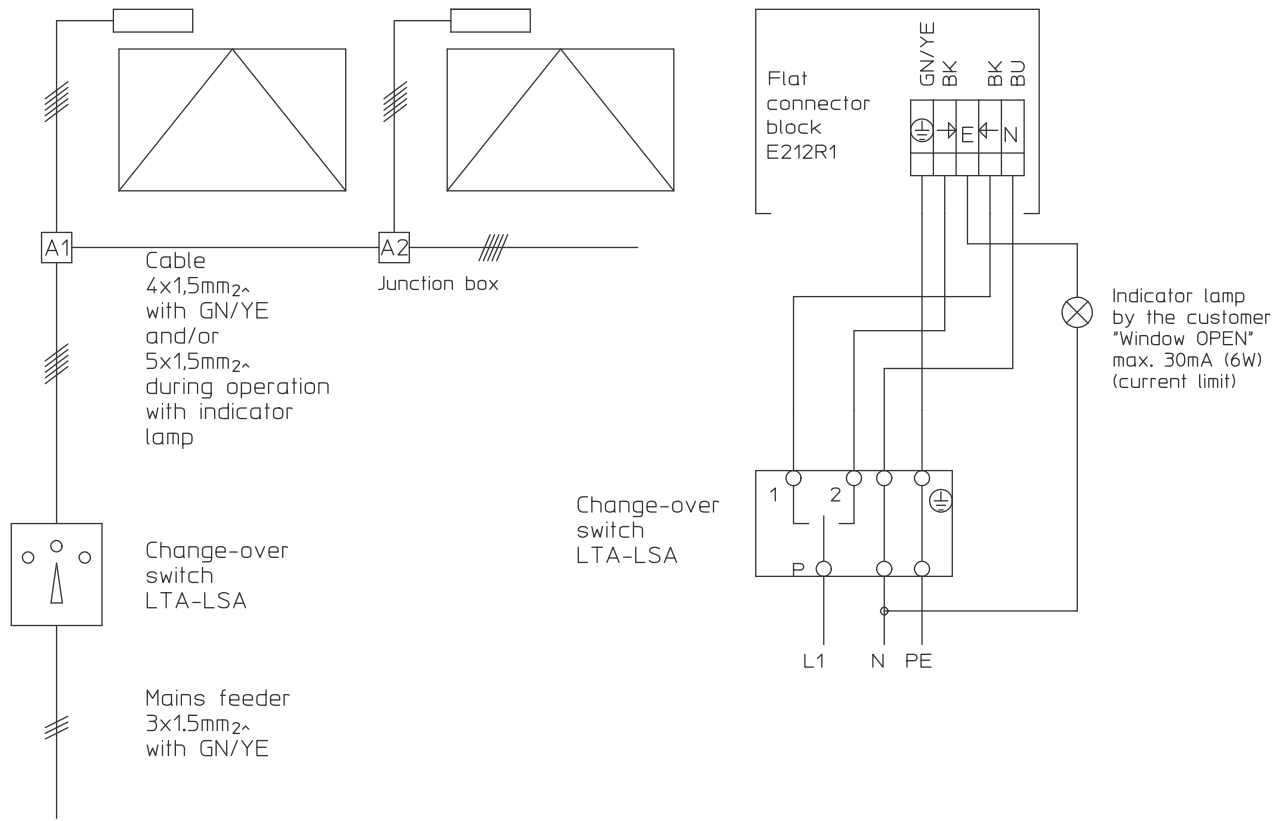 A1
A2
Cable
4x1,5mm2^
with GN/YE
and/or
5x1,5mm2^
during operation
with indicator
lamp
Junction box
Change-over
switch
LTA-LSA
Mains feeder
3x1.5mm2^
with GN/YE
Flat
connector
block
E212R1
GN/YE
BK
BK
BU
E
N
Indicator lamp
by the customer
"Window OPEN"
max. 30mA (6W)
(current limit)
Change-over
switch
LTA-LSA
1
2
P
L1
N
PE